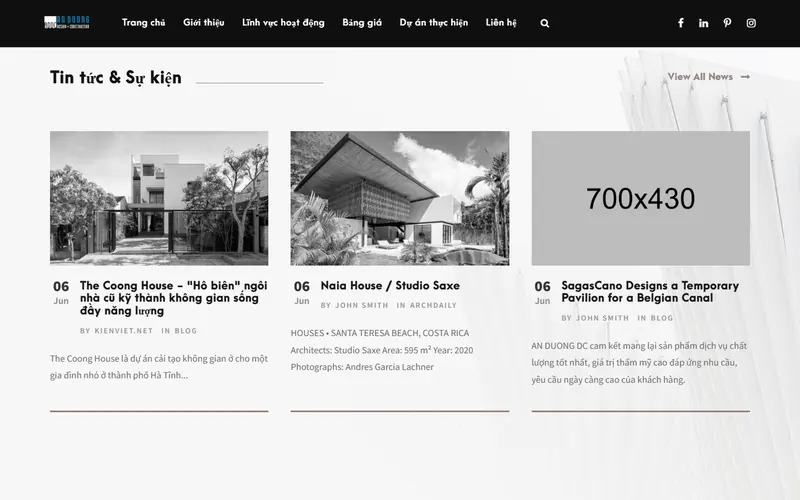 AN DUONG
DESIGN + CONSTRUCTION
Trang chủ Giới thiệu Lĩnh vực hoạt động Bảng giá Dự án thực hiện Liên hệ
Tin tức & Sự kiện
View All News
700x430
06 Jun
The Coong House – "Hô biên" ngôi
nhà cũ kỹ thành không gian sống
đầy năng lượng
BY KIENVIET.NET IN BLOG
The Coong House là dự án cải tạo không gian ở cho một
gia đình nhỏ ở thành phố Hà Tĩnh...
06 Jun
Naia House / Studio Saxe
BY JOHN SMITH IN ARCHDAILY
HOUSES • SANTA TERESA BEACH, COSTA RICA
Architects: Studio Saxe Area: 595 m² Year: 2020
Photographs: Andres Garcia Lachner
06 Jun
SagasCano Designs a Temporary
Pavilion for a Belgian Canal
BY JOHN SMITH IN BLOG
AN DUONG DC cam kết mang lại sản phẩm dịch vụ chất
lượng tốt nhất, giá trị thẩm mỹ cao đáp ứng nhu cầu,
yêu cầu ngày càng cao của khách hàng.